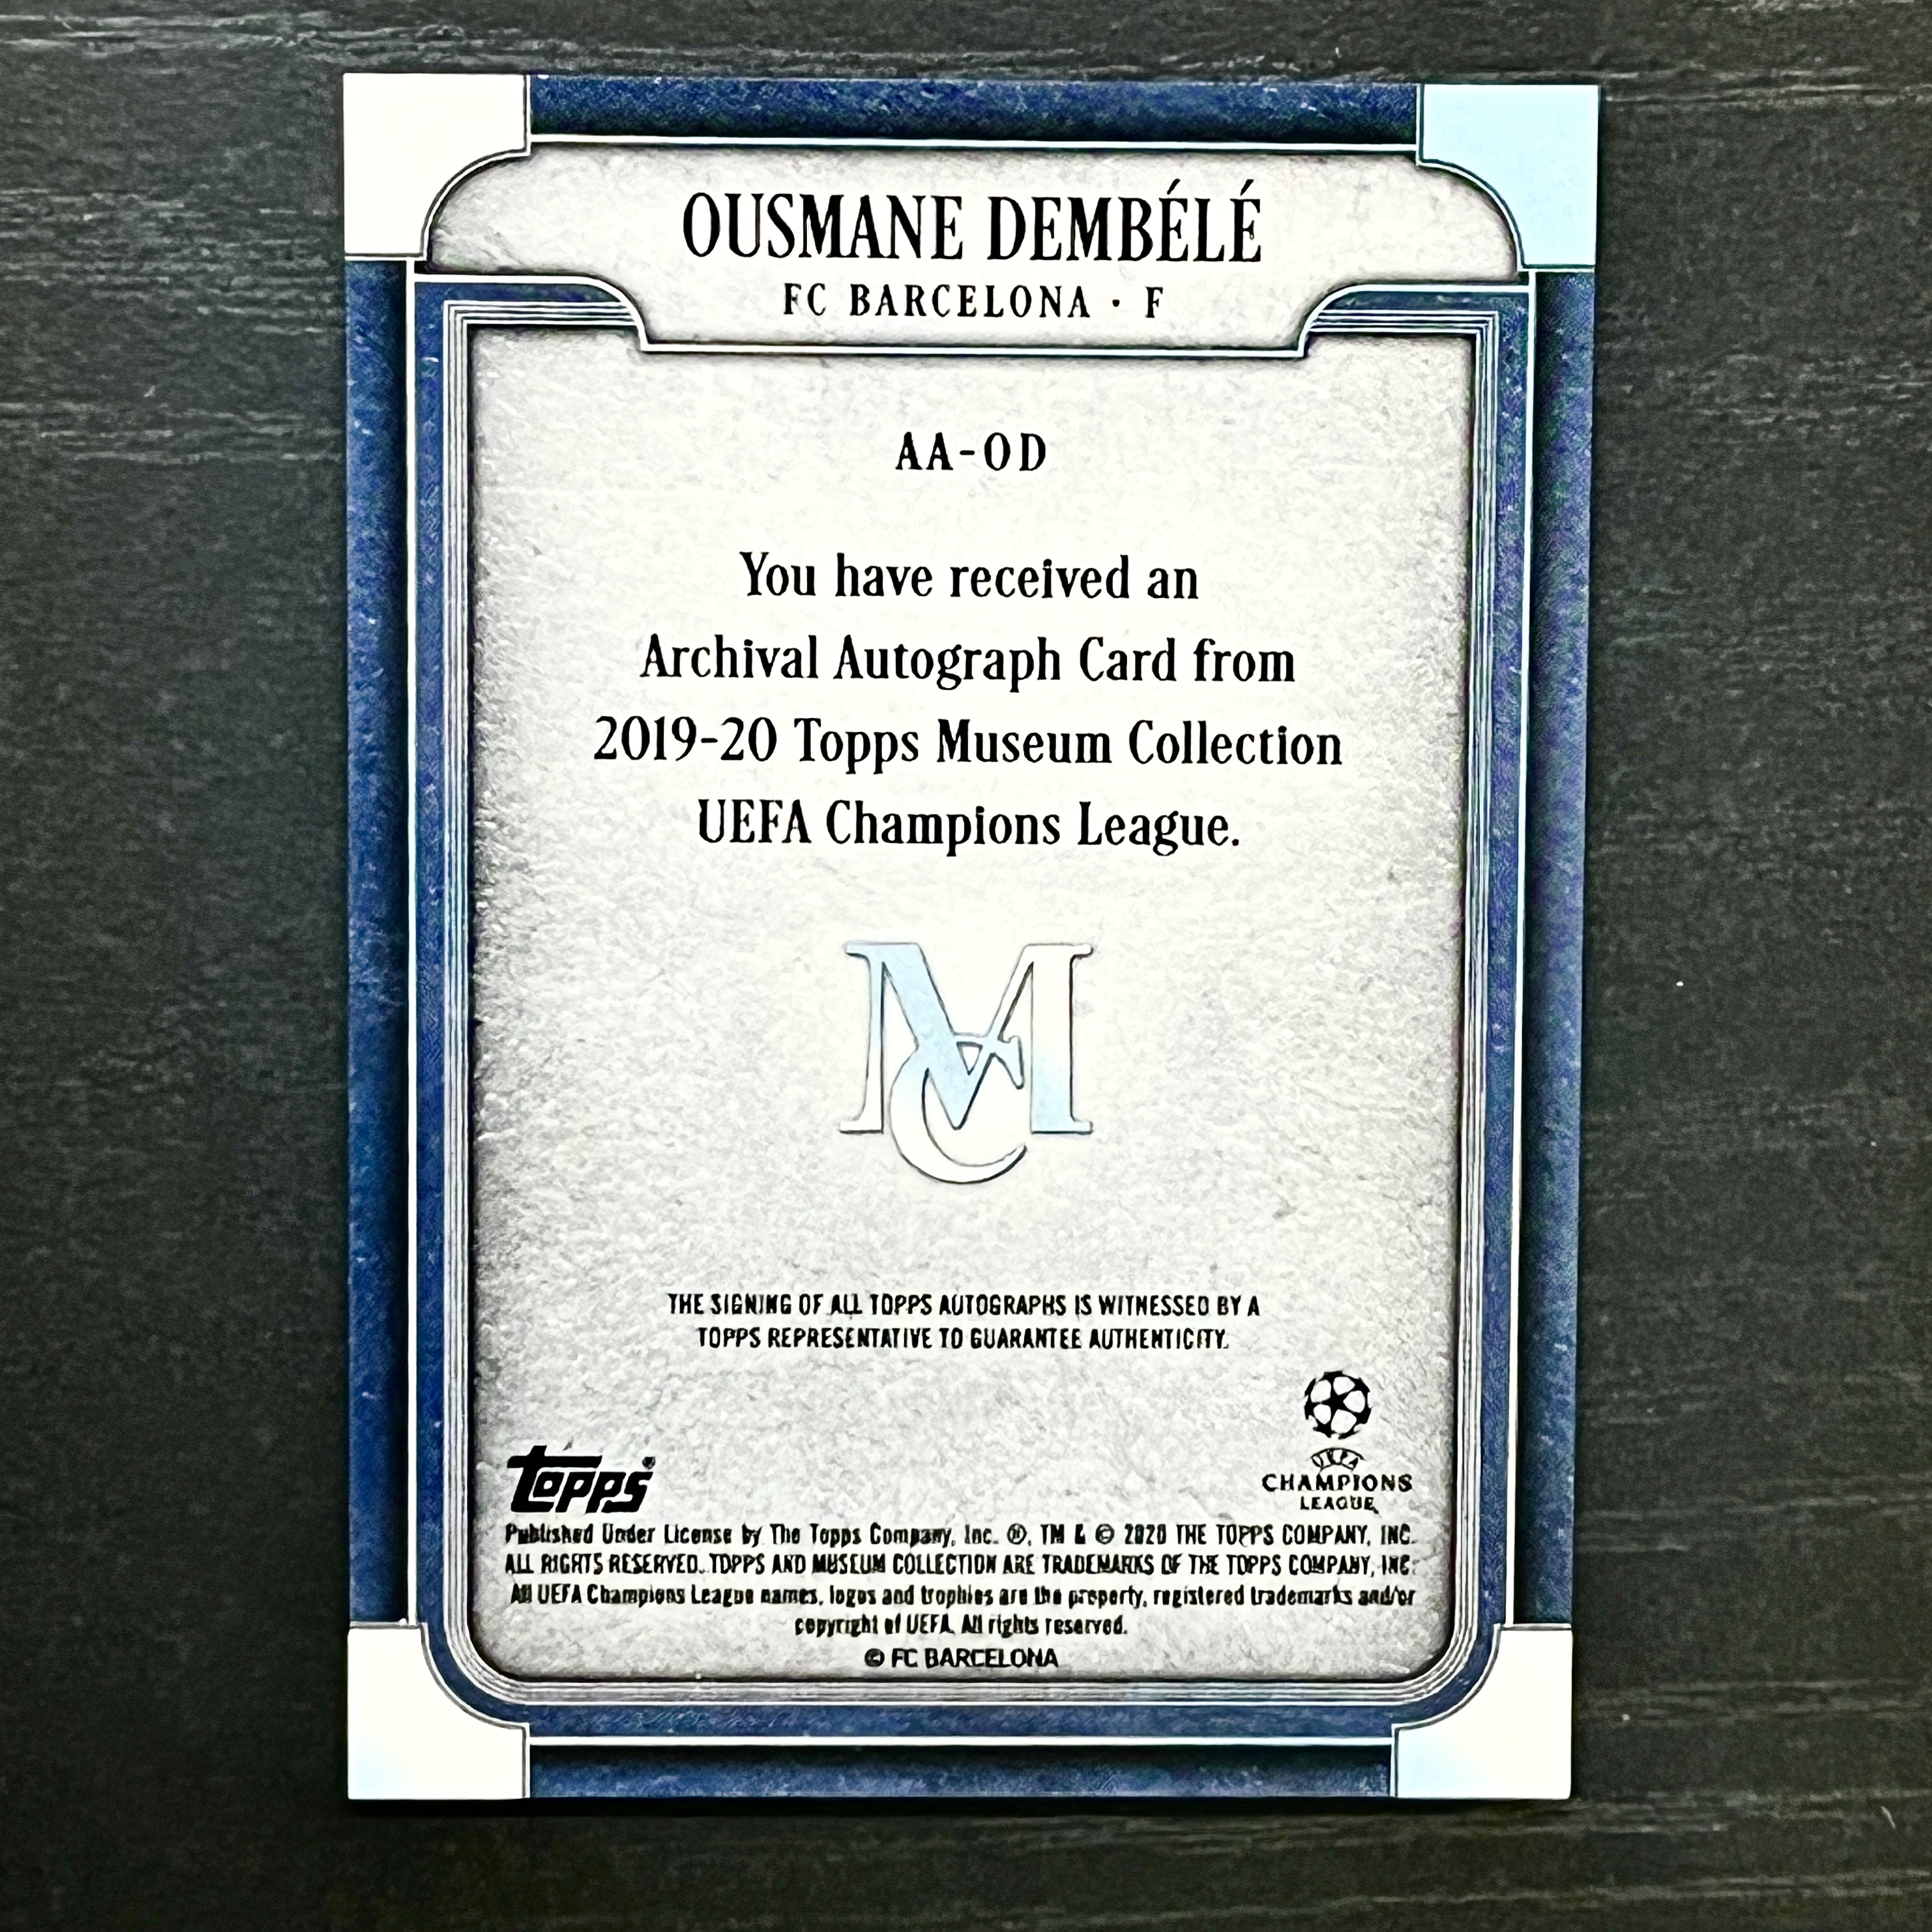 OUSMANE DEMBÉLÉ
FC BARCELONA · F
AA-OD
You have received an
Archival Autograph Card from
2019-20 Topps Museum Collection
UEFA Champions League.
MC
THE SIGNING OF ALL TOPPS AUTOGRAPHS IS WITNESSED BY A
TOPPS REPRESENTATIVE TO GUARANTEE AUTHENTICITY.
UEFA
CHAMPIONS
LEAGUE
Topps®
Published Under License by The Topps Company, Inc. ®, TM & © 2020 THE TOPPS COMPANY, INC.
ALL RIGHTS RESERVED. TOPPS AND MUSEUM COLLECTION ARE TRADEMARKS OF THE TOPPS COMPANY, INC.
All UEFA Champions League names, logos and trophies are the property, registered trademarks and/or
copyright of UEFA. All rights reserved.
© FC BARCELONA